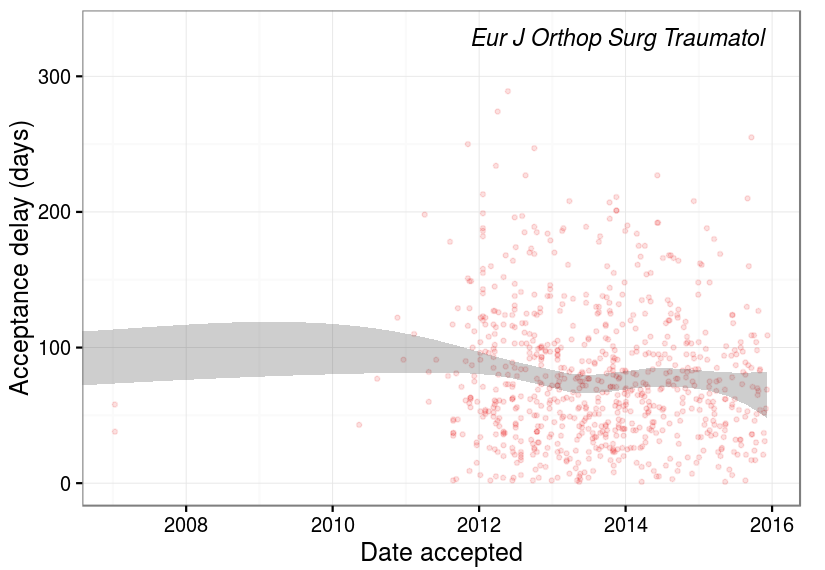 Eur J Orthop Surg Traumatol
Acceptance delay (days)
300
200
100
0
2008 2010 2012 2014 2016
Date accepted